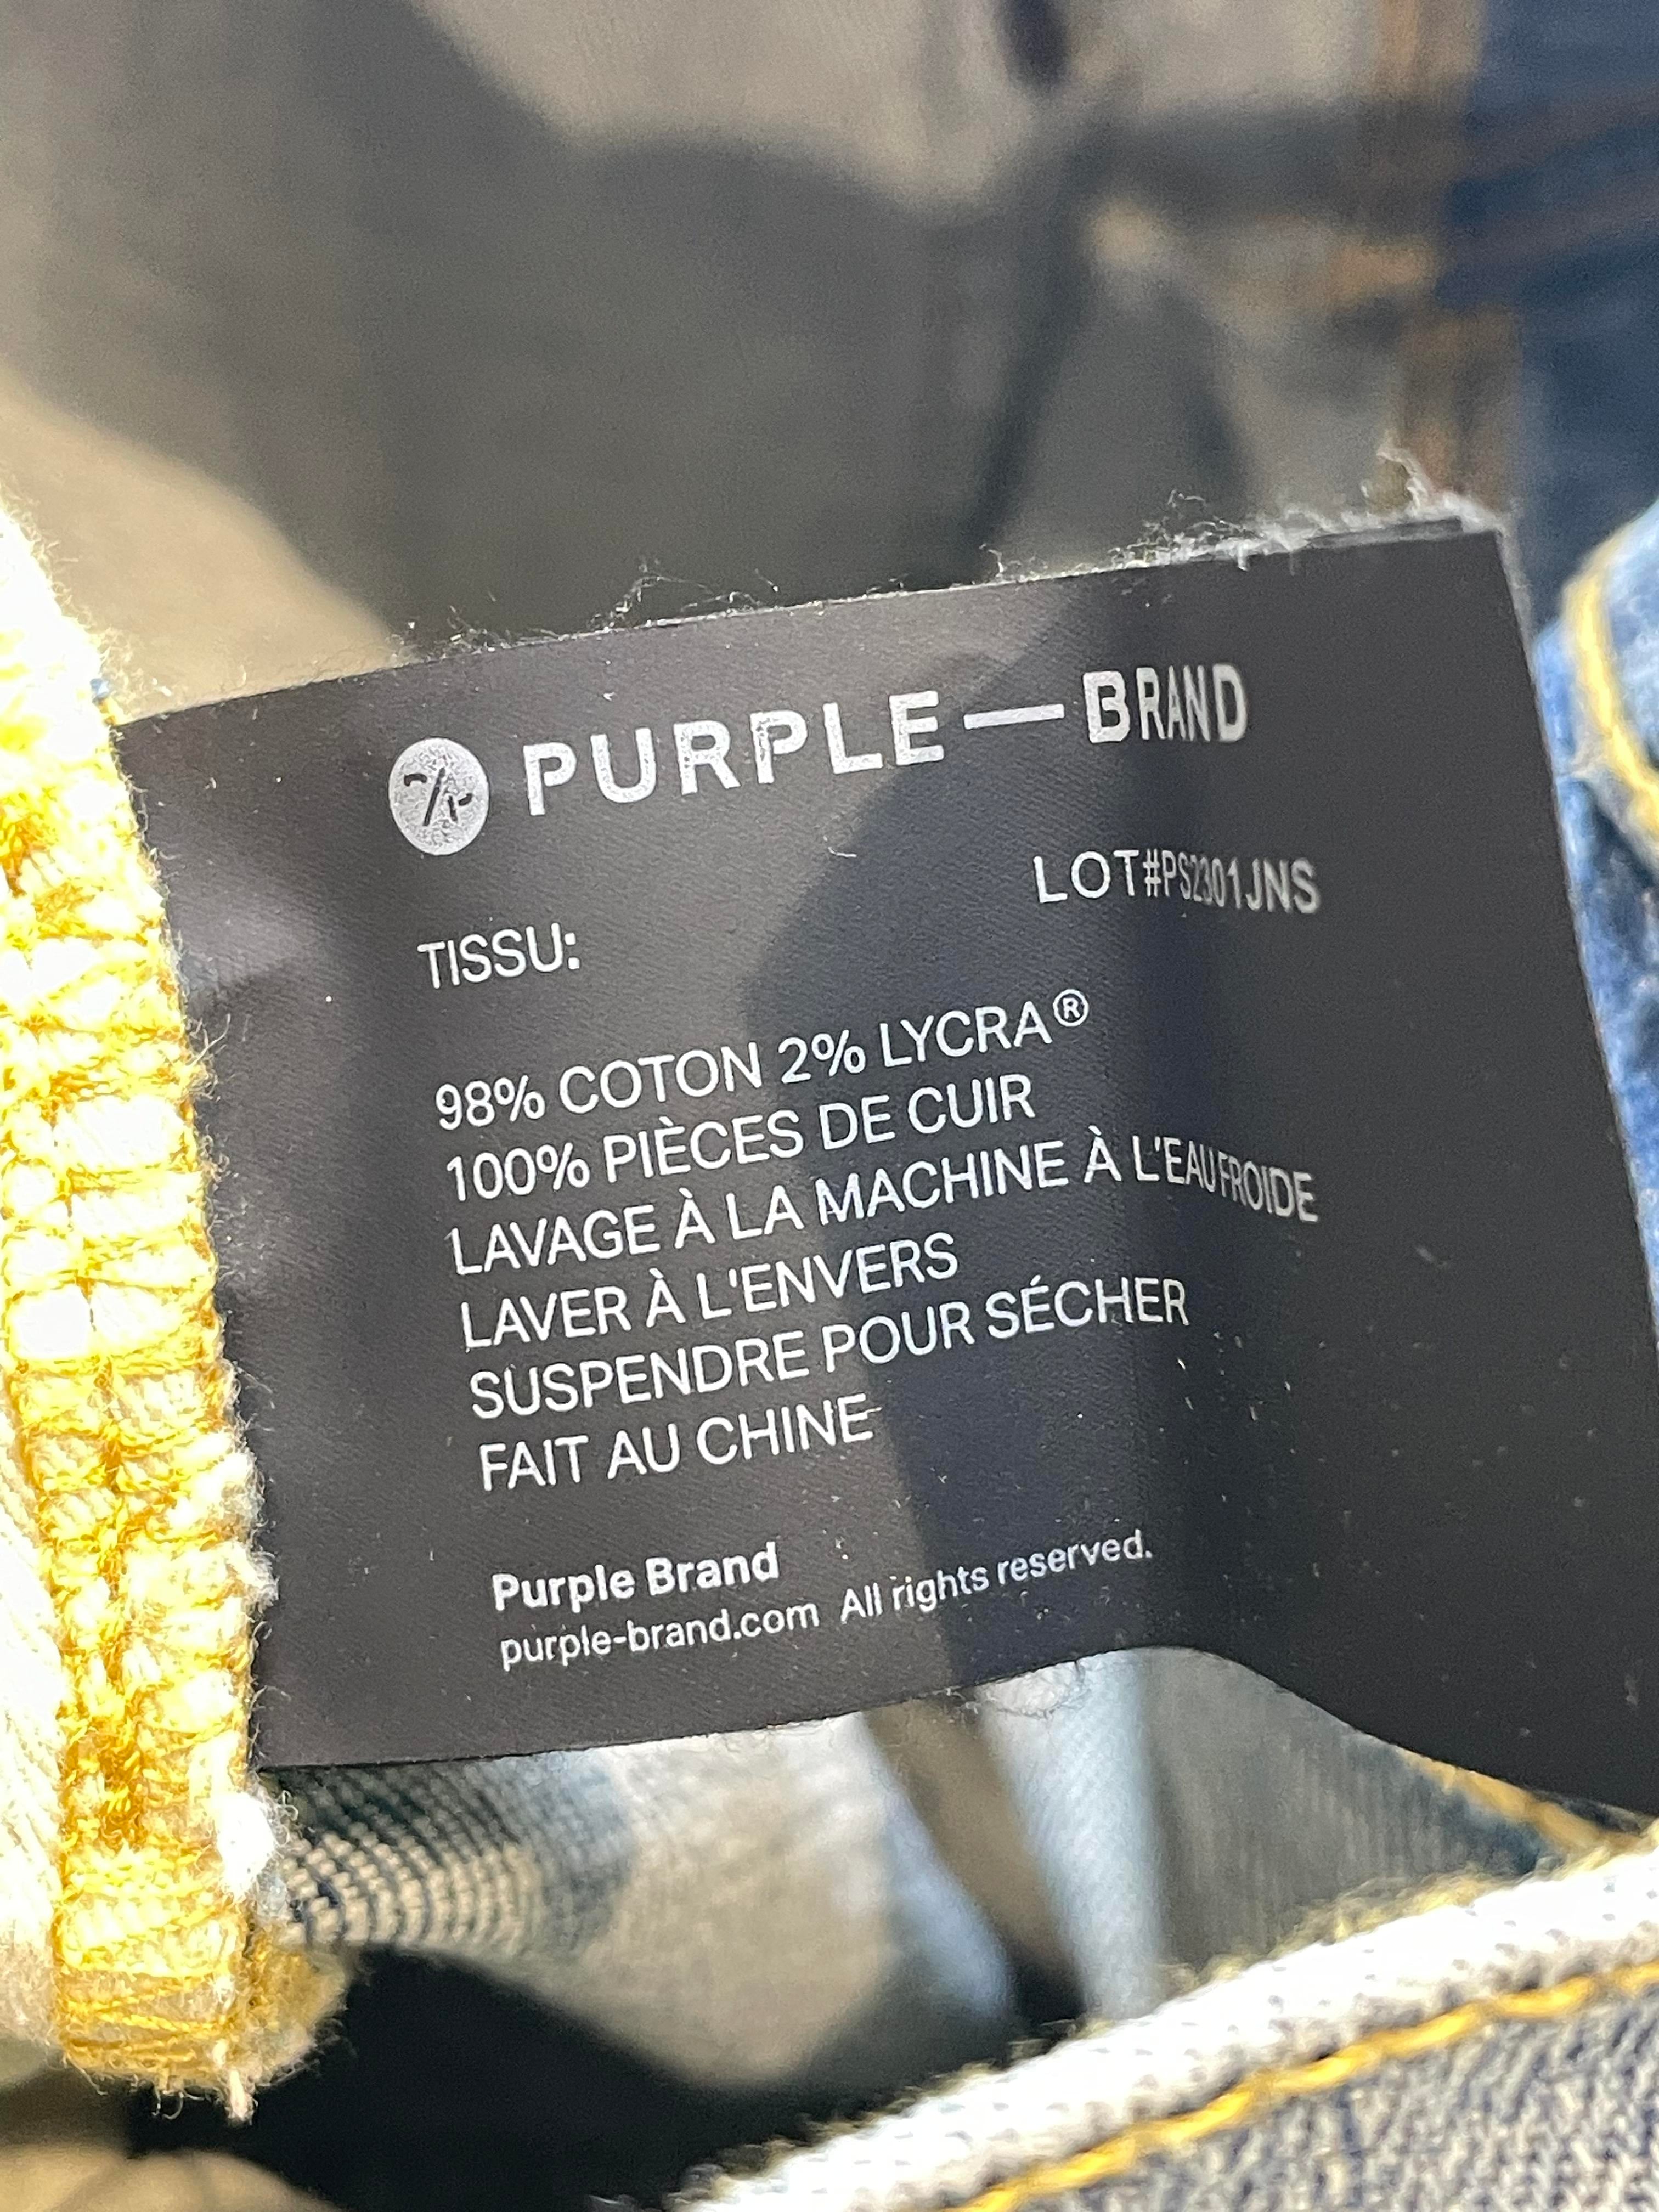 PURPLE—BRAND
LOT#PS2301JNS
TISSU:
98% COTON 2% LYCRA®
100% PIÈCES DE CUIR
LAVAGE À LA MACHINE À L'EAU FROIDE
LAVER À L'ENVERS
SUSPENDRE POUR SÉCHER
FAIT AU CHINE
Purple Brand
purple-brand.com All rights reserved.